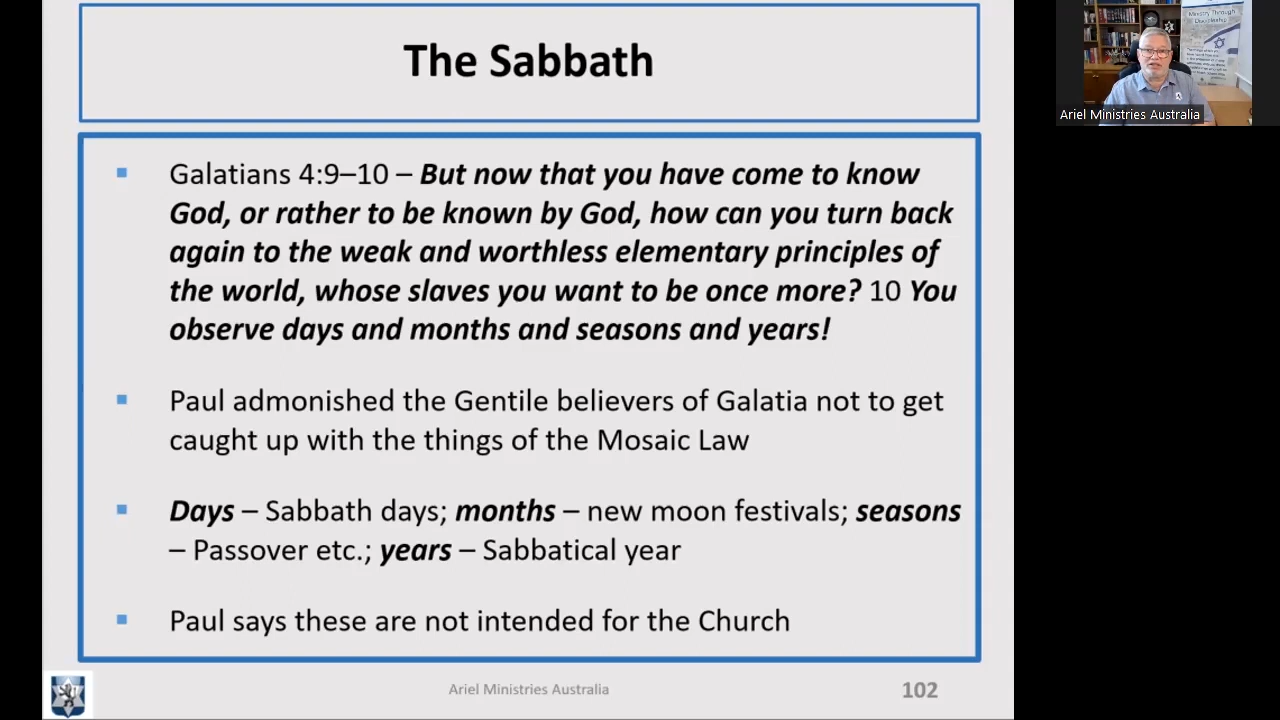 The Sabbath
Galatians 4:9–10 – But now that you have come to know
God, or rather to be known by God, how can you turn back
again to the weak and worthless elementary principles of
the world, whose slaves you want to be once more? 10 You
observe days and months and seasons and years!
Paul admonished the Gentile believers of Galatia not to get
caught up with the things of the Mosaic Law
Days – Sabbath days; months – new moon festivals; seasons
– Passover etc.; years – Sabbatical year
Paul says these are not intended for the Church
Ariel Ministries Australia
102
Ministry Through
Discipleship
Ariel Ministries Australia